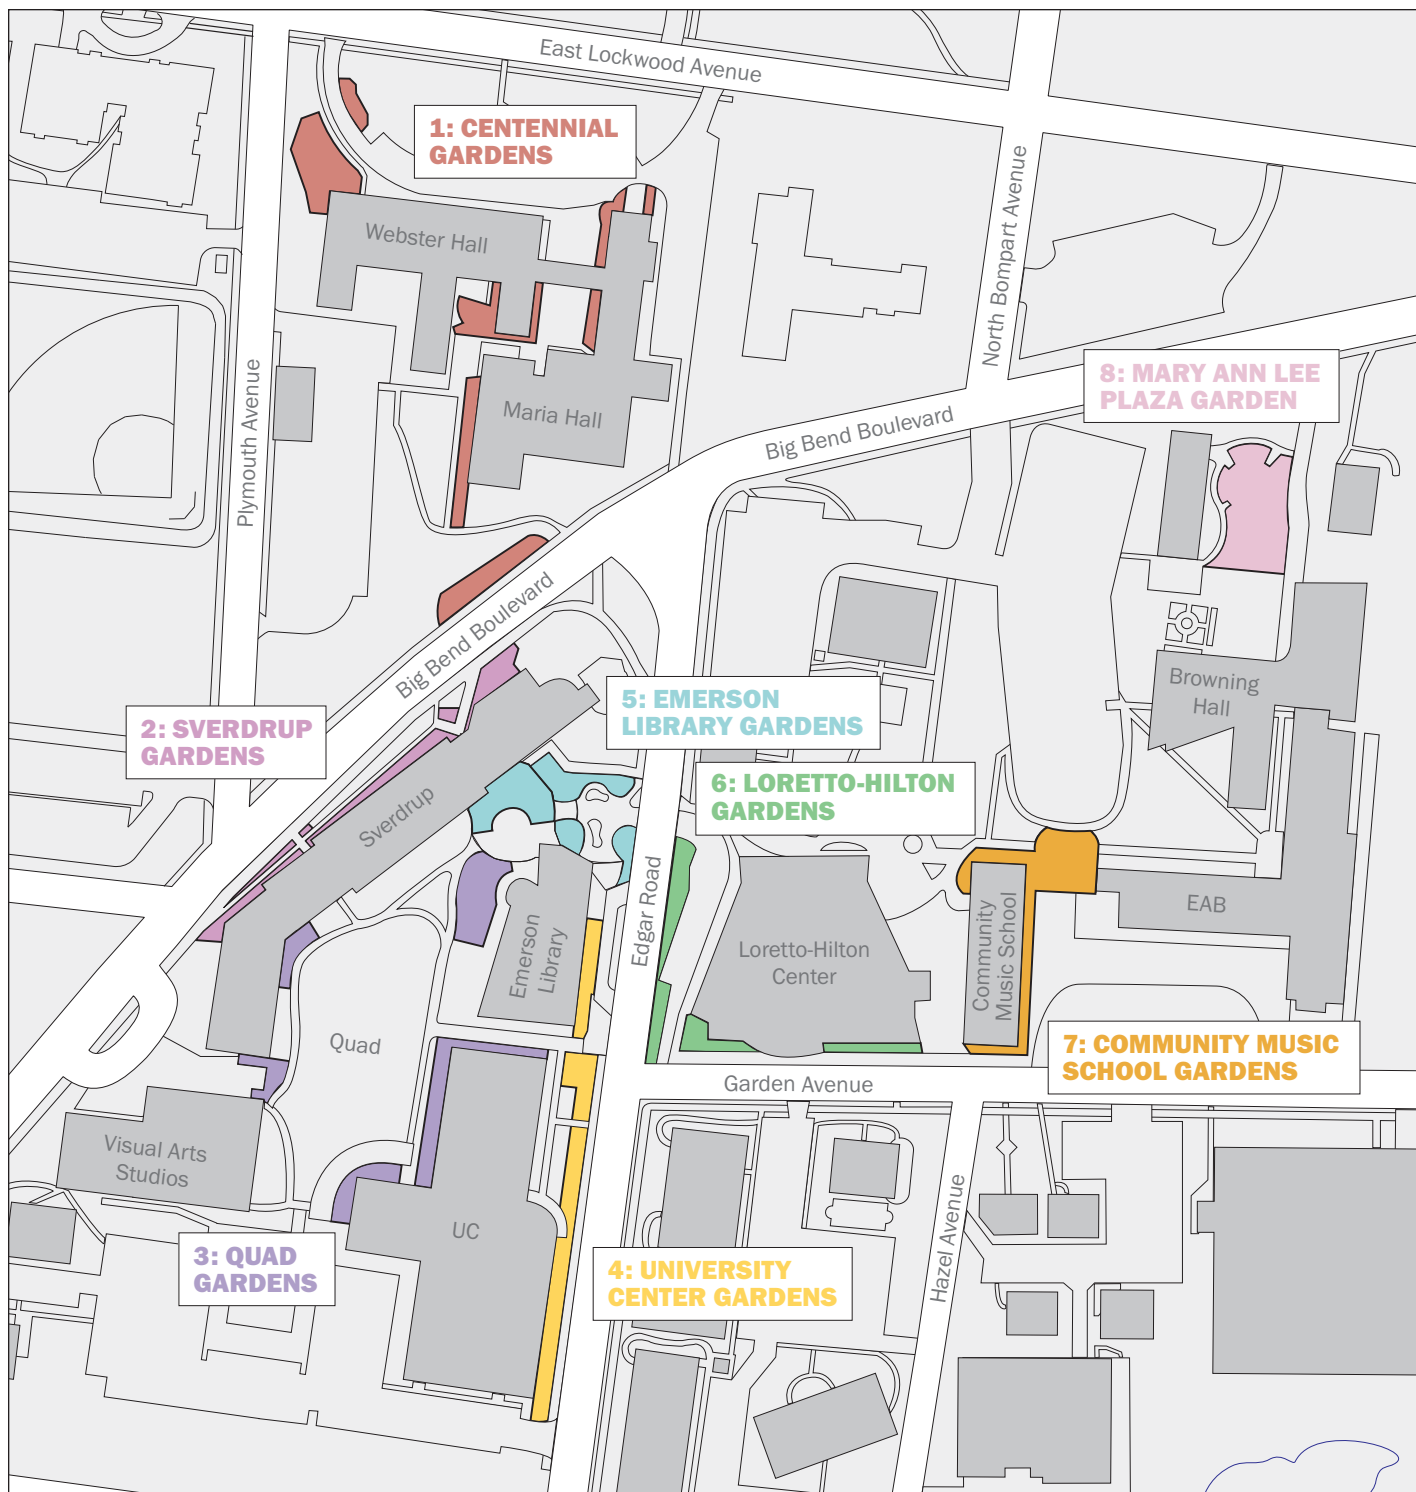 East Lockwood Avenue
1: CENTENNIAL
GARDENS
North Bompart Avenue
Webster Hall
Plymouth Avenue
Maria Hall
Big Bend Boulevard
8: MARY ANN LEE
PLAZA GARDEN
Big Bend Boulevard
2: SVERDRUP
GARDENS
5: EMERSON
LIBRARY GARDENS
Browning
Hall
6: LORETTO-HILTON
GARDENS
Sverdrup
Edgar Road
Emerson
Library
Loretto-Hilton
Center
Community
Music School
EAB
Quad
7: COMMUNITY MUSIC
SCHOOL GARDENS
Garden Avenue
Visual Arts
Studios
UC
Hazel Avenue
3: QUAD
GARDENS
4: UNIVERSITY
CENTER GARDENS